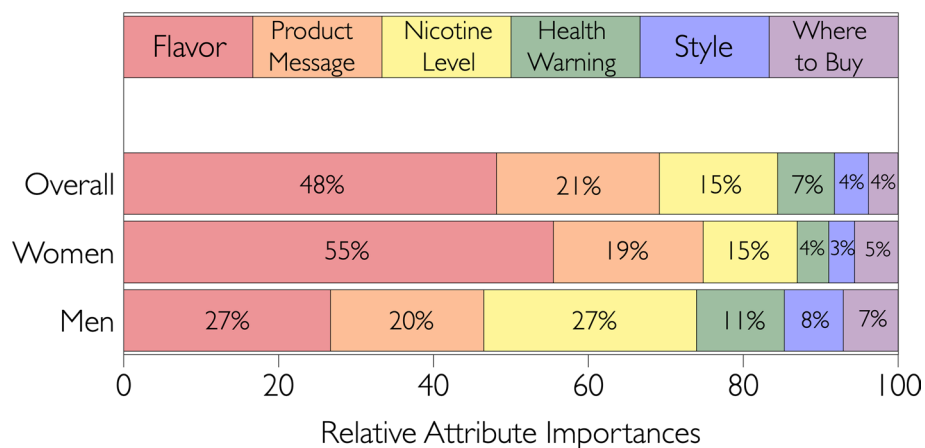 Flavor
Product
Message
Nicotine
Level
Health
Warning
Style
Where
to Buy
Overall 48% 21% 15% 7% 4% 4%
Women 55% 19% 15% 4% 3% 5%
Men 27% 20% 27% 11% 8% 7%
0 20 40 60 80 100
Relative Attribute Importances